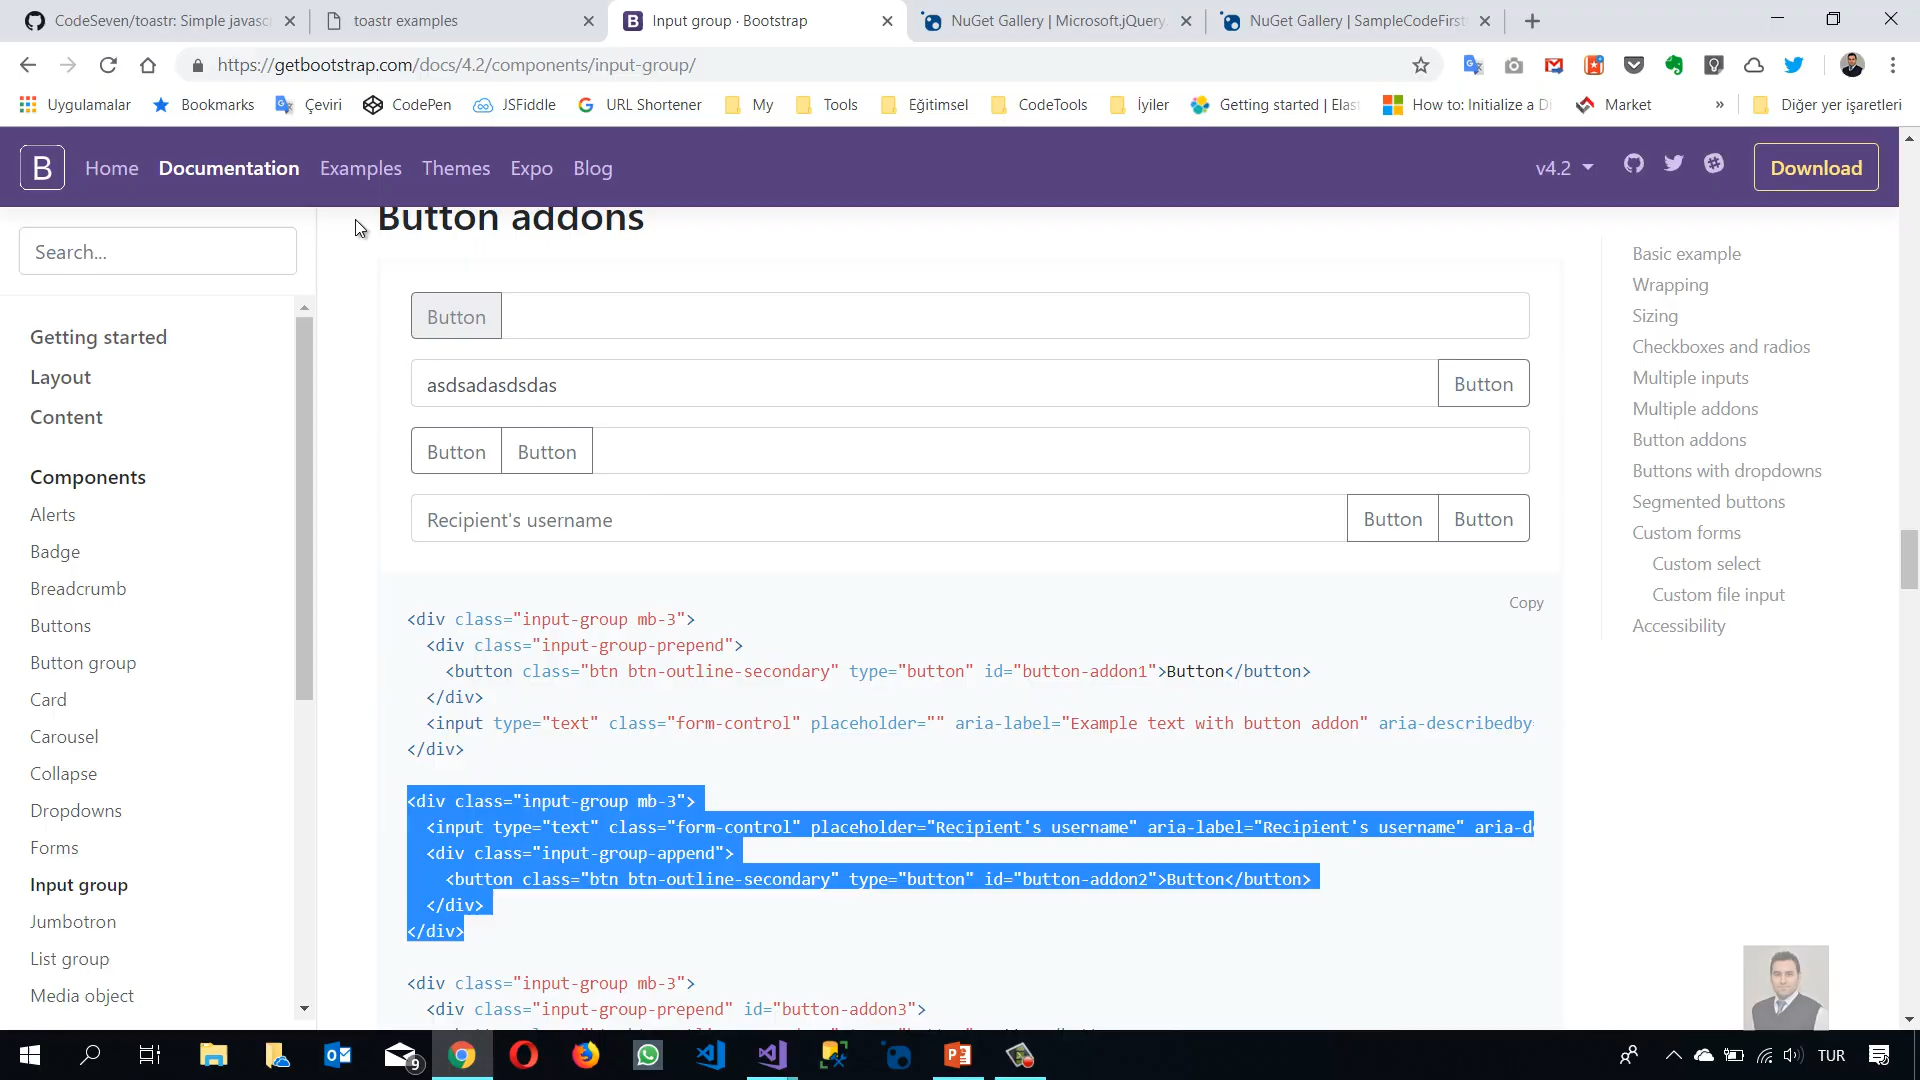 CodeSeven/toastr: Simple javasc
toastr examples
Input group · Bootstrap
NuGet Gallery | Microsoft.jQuery.
NuGet Gallery | SampleCodeFirst
https://getbootstrap.com/docs/4.2/components/input-group/
Uygulamalar
Bookmarks
Çeviri
CodePen
JSFiddle
URL Shortener
My
Tools
Eğitimsel
CodeTools
İyiler
Getting started | Elas
How to: Initialize a D
Market
»
Diğer yer işaretleri
B
Home
Documentation
Examples
Themes
Expo
Blog
v4.2
Download
Search...
Getting started
Layout
Content
Components
Alerts
Badge
Breadcrumb
Buttons
Button group
Card
Carousel
Collapse
Dropdowns
Forms
Input group
Jumbotron
List group
Media object
Button addons
Button
asdsadasdsdas
Button
Button
Button
Recipient's username
Button
Button
Copy
<div class="input-group mb-3">
<div class="input-group-prepend">
<button class="btn btn-outline-secondary" type="button" id="button-addon1">Button</button>
</div>
<input type="text" class="form-control" placeholder="" aria-label="Example text with button addon" aria-describedby
</div>
<div class="input-group mb-3">
<input type="text" class="form-control" placeholder="Recipient's username" aria-label="Recipient's username" aria-d
<div class="input-group-append">
<button class="btn btn-outline-secondary" type="button" id="button-addon2">Button</button>
</div>
</div>
<div class="input-group mb-3">
<div class="input-group-prepend" id="button-addon3">
Basic example
Wrapping
Sizing
Checkboxes and radios
Multiple inputs
Multiple addons
Button addons
Buttons with dropdowns
Segmented buttons
Custom forms
Custom select
Custom file input
Accessibility
9
TUR